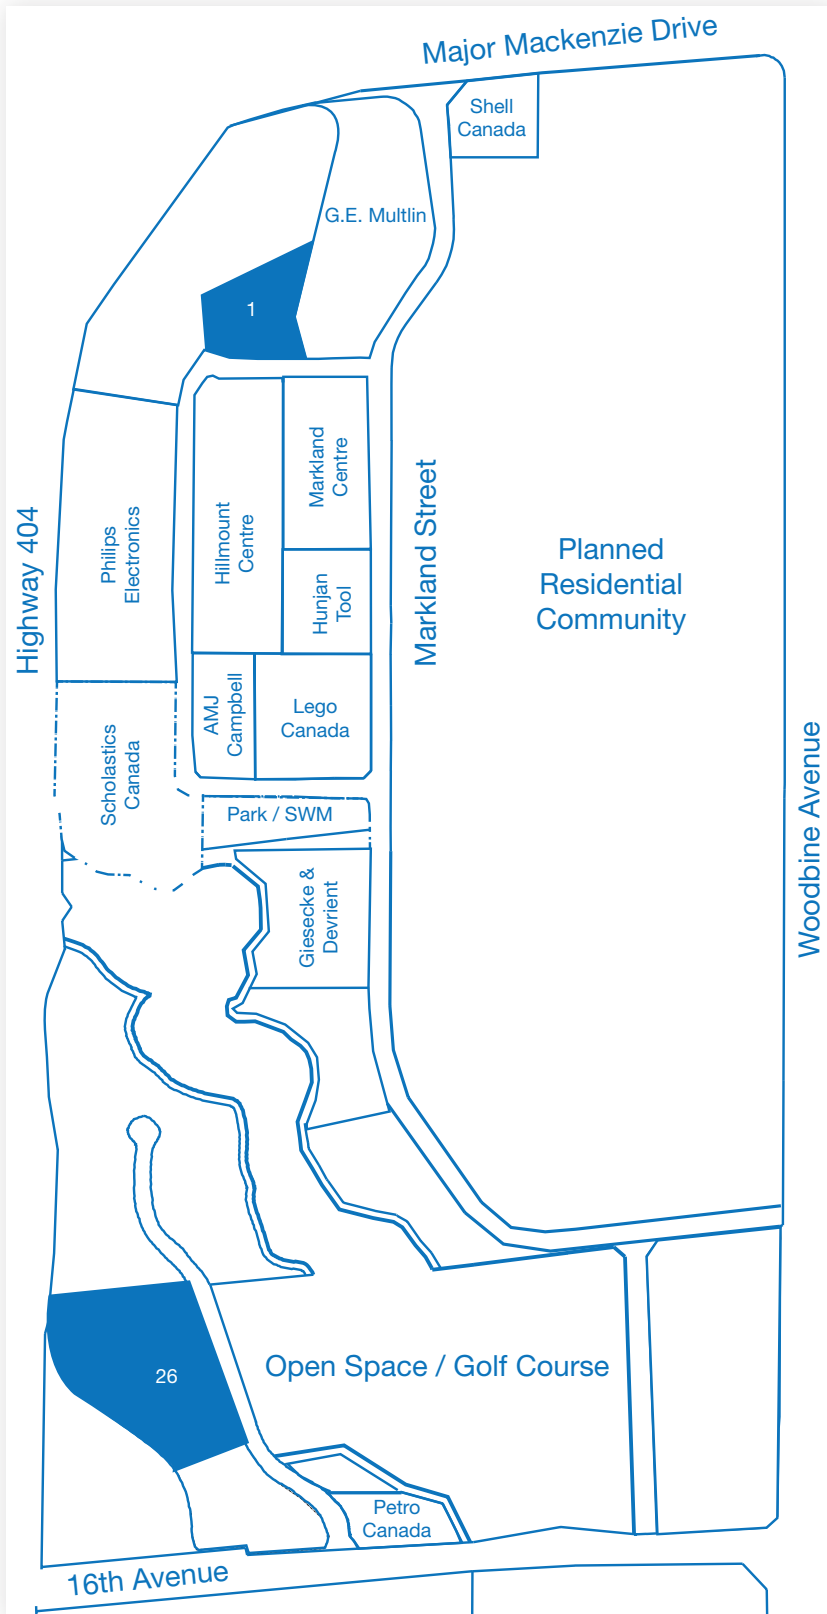 Major Mackenzie Drive
Shell
Canada
G.E. Multlin
1
Markland
Centre
Hillmount
Centre
Philips
Electronics
Highway 404
Hunjan
Tool
Markland Street
Planned
Residential
Community
AMJ
Campbell
Lego
Canada
Scholastics
Canada
Park / SWM
Giesecke &
Devrient
Woodbine Avenue
26
Open Space / Golf Course
Petro
Canada
16th Avenue